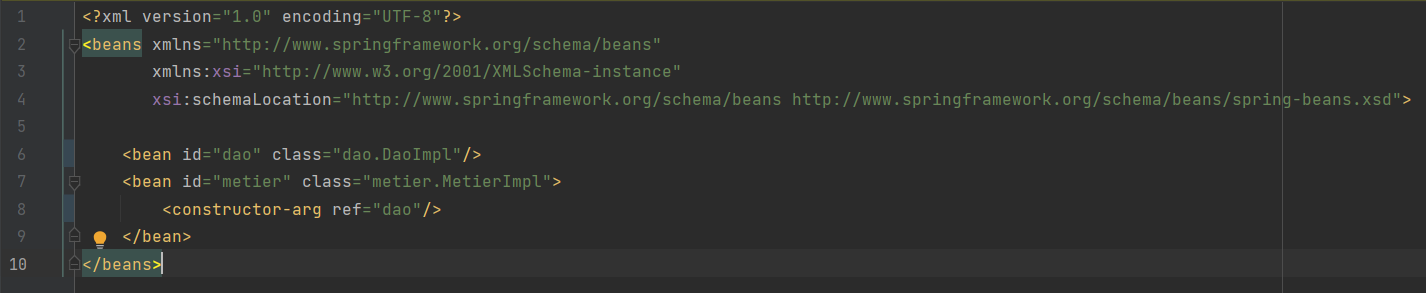 1 <?xml version="1.0" encoding="UTF-8"?>
2 <beans xmlns="http://www.springframework.org/schema/beans"
3        xmlns:xsi="http://www.w3.org/2001/XMLSchema-instance"
4        xsi:schemaLocation="http://www.springframework.org/schema/beans http://www.springframework.org/schema/beans/spring-beans.xsd">
5
6     <bean id="dao" class="dao.DaoImpl"/>
7     <bean id="metier" class="metier.MetierImpl">
8         <constructor-arg ref="dao"/>
9     </bean>
10 </beans>